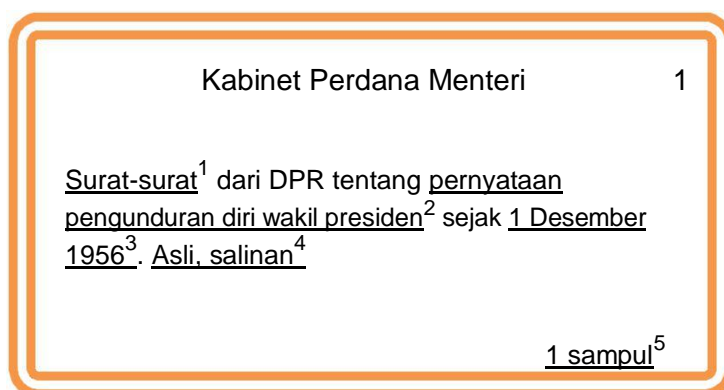 Kabinet Perdana Menteri 1
Surat-surat¹ dari DPR tentang pernyataan
pengunduran diri wakil presiden² sejak 1 Desember
1956³. Asli, salinan⁴
1 sampul⁵